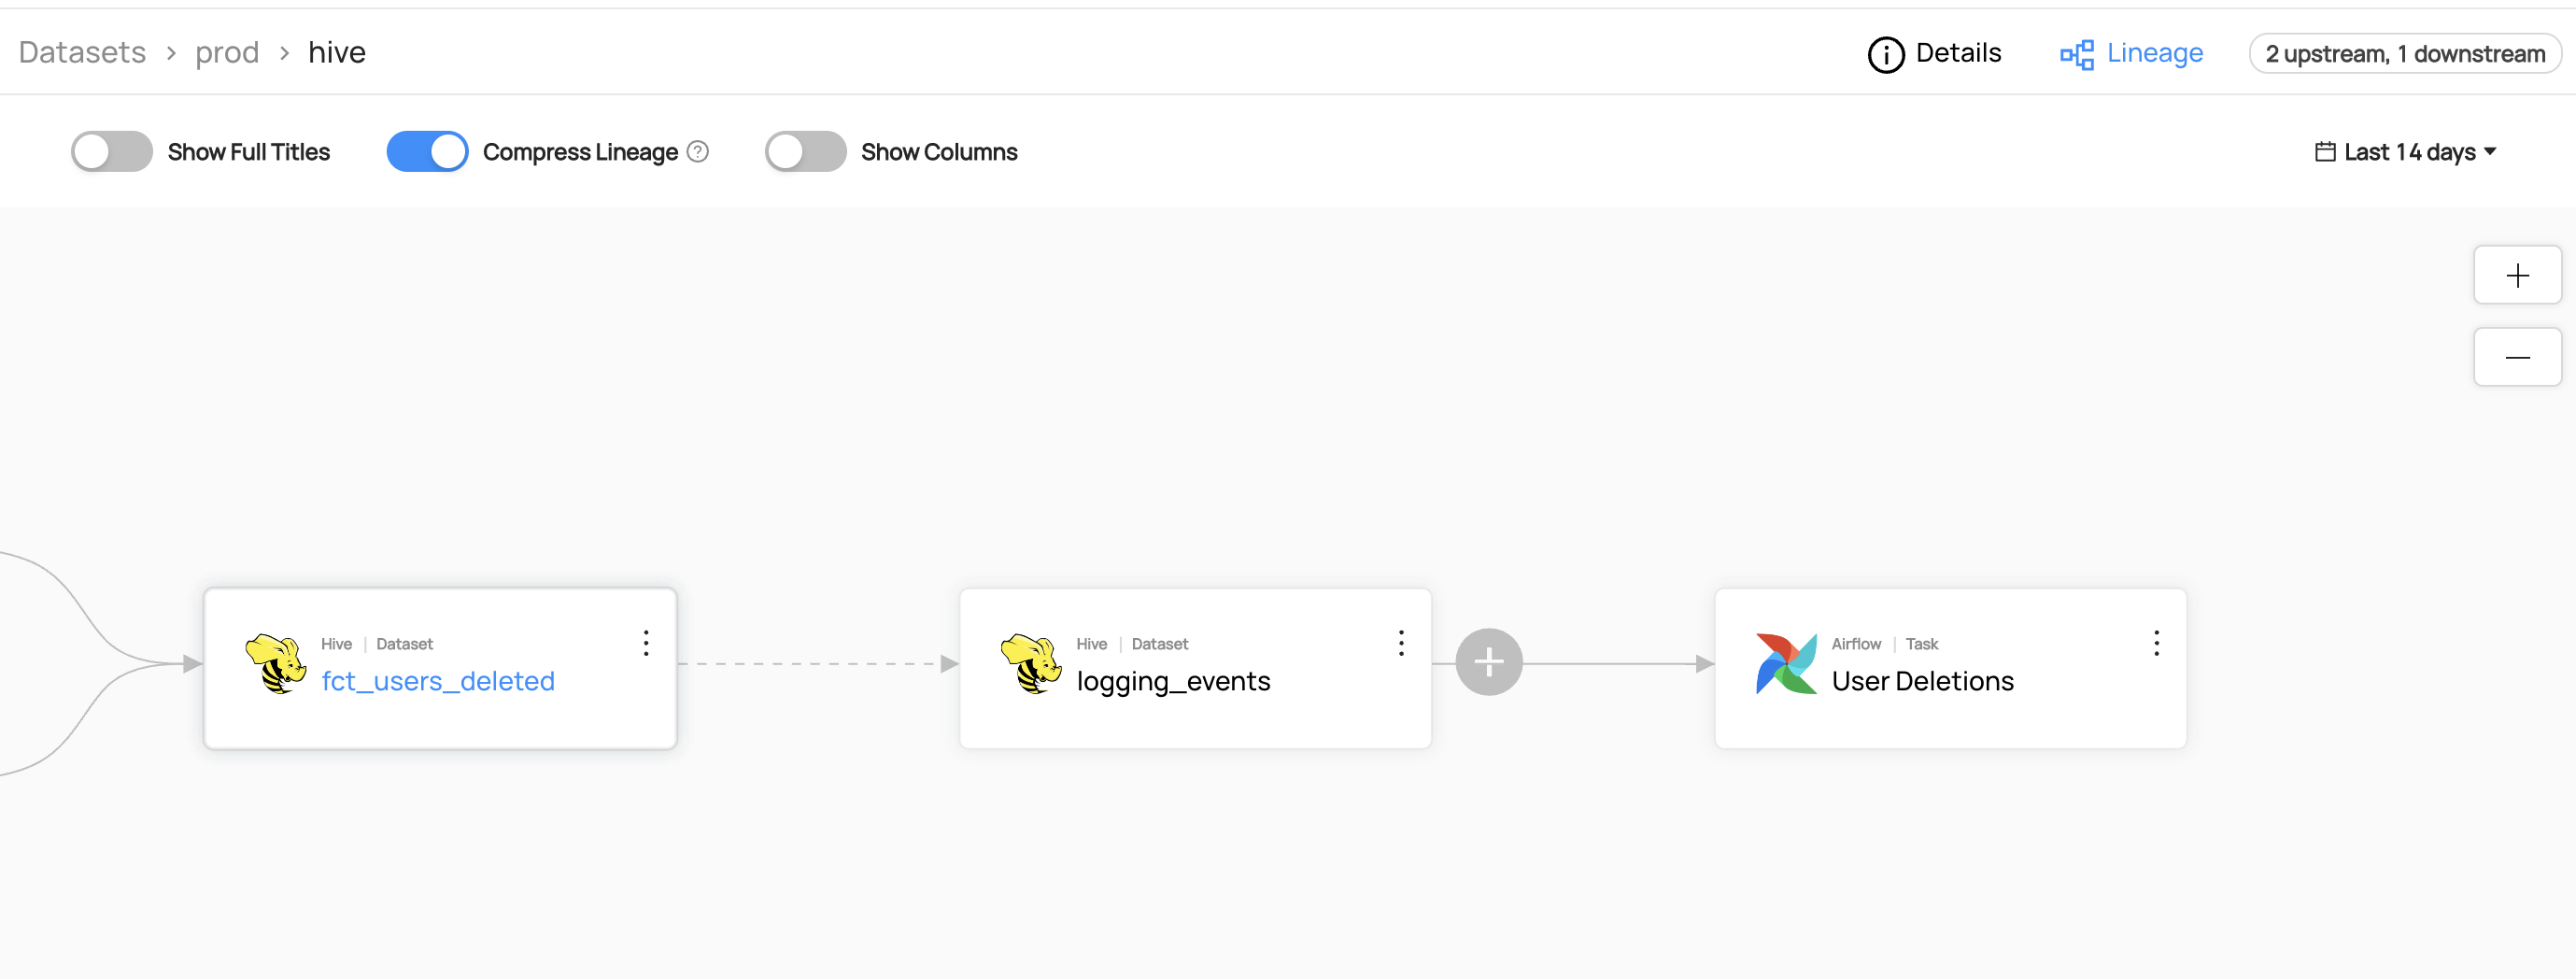 Datasets > prod > hive
Details
Lineage
2 upstream, 1 downstream
Show Full Titles
Compress Lineage
Show Columns
Last 14 days
Hive | Dataset
fct_users_deleted
Hive | Dataset
logging_events
Airflow | Task
User Deletions